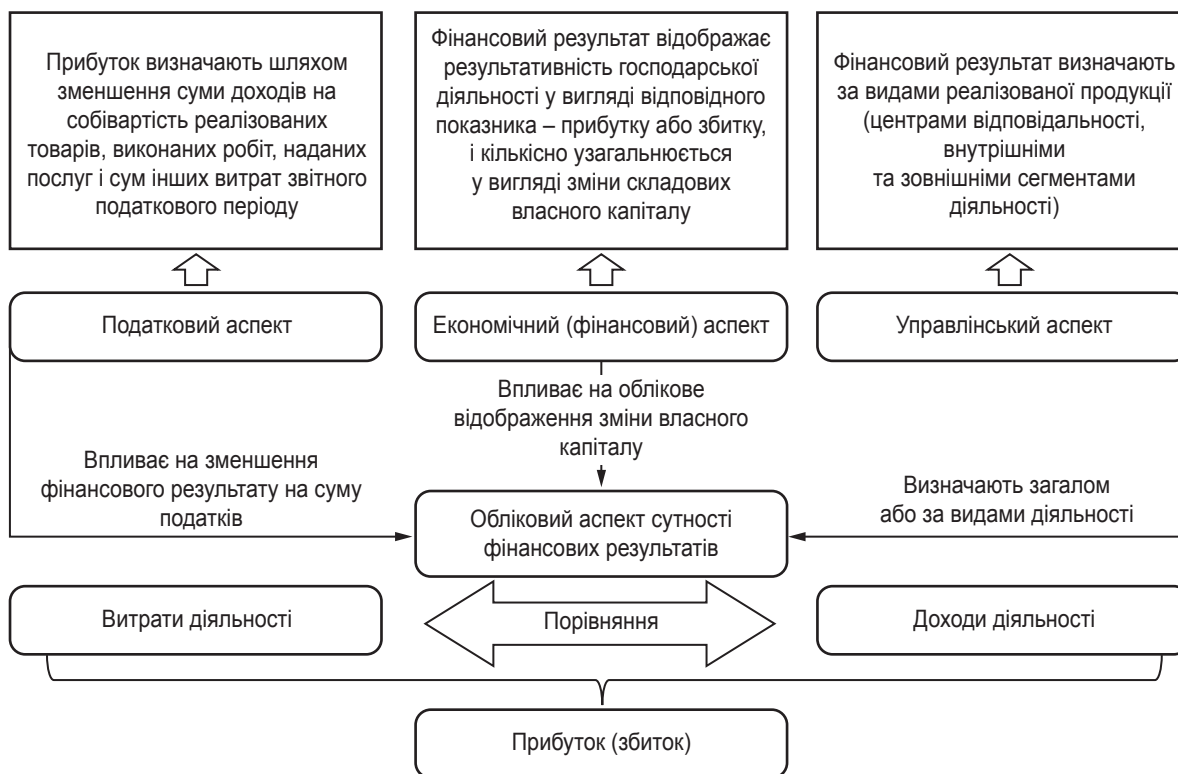 Прибуток визначають шляхом
зменшення суми доходів на
собівартість реалізованих
товарів, виконаних робіт, наданих
послуг і сум інших витрат звітного
податкового періоду
Фінансовий результат відображає
результативність господарської
діяльності у вигляді відповідного
показника – прибутку або збитку,
і кількісно узагальнюється
у вигляді зміни складових
власного капіталу
Фінансовий результат визначають
за видами реалізованої продукції
(центрами відповідальності,
внутрішніми
та зовнішніми сегментами
діяльності)
Податковий аспект
Економічний (фінансовий) аспект
Управлінський аспект
Впливає на облікове
відображення зміни власного
капіталу
Впливає на зменшення
фінансового результату на суму
податків
Визначають загалом
або за видами діяльності
Обліковий аспект сутності
фінансових результатів
Витрати діяльності
Порівняння
Доходи діяльності
Прибуток (збиток)